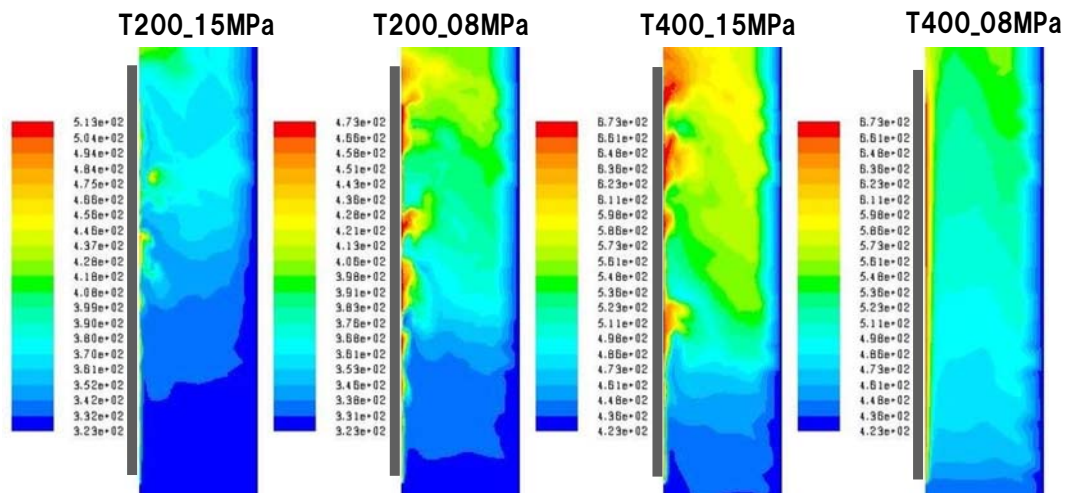 T200_15MPa
5.13e+02
5.04e+02
4.94e+02
4.84e+02
4.75e+02
4.66e+02
4.56e+02
4.46e+02
4.37e+02
4.28e+02
4.18e+02
4.08e+02
3.99e+02
3.90e+02
3.80e+02
3.70e+02
3.61e+02
3.52e+02
3.42e+02
3.32e+02
3.23e+02
T200_08MPa
4.73e+02
4.66e+02
4.58e+02
4.51e+02
4.43e+02
4.36e+02
4.28e+02
4.21e+02
4.13e+02
4.06e+02
3.98e+02
3.91e+02
3.83e+02
3.76e+02
3.68e+02
3.61e+02
3.53e+02
3.46e+02
3.38e+02
3.31e+02
3.23e+02
T400_15MPa
6.73e+02
6.61e+02
6.48e+02
6.36e+02
6.23e+02
6.11e+02
5.98e+02
5.86e+02
5.73e+02
5.61e+02
5.48e+02
5.36e+02
5.23e+02
5.11e+02
4.98e+02
4.86e+02
4.73e+02
4.61e+02
4.48e+02
4.36e+02
4.23e+02
T400_08MPa
6.73e+02
6.61e+02
6.48e+02
6.36e+02
6.23e+02
6.11e+02
5.98e+02
5.86e+02
5.73e+02
5.61e+02
5.48e+02
5.36e+02
5.23e+02
5.11e+02
4.98e+02
4.86e+02
4.73e+02
4.61e+02
4.48e+02
4.36e+02
4.23e+02